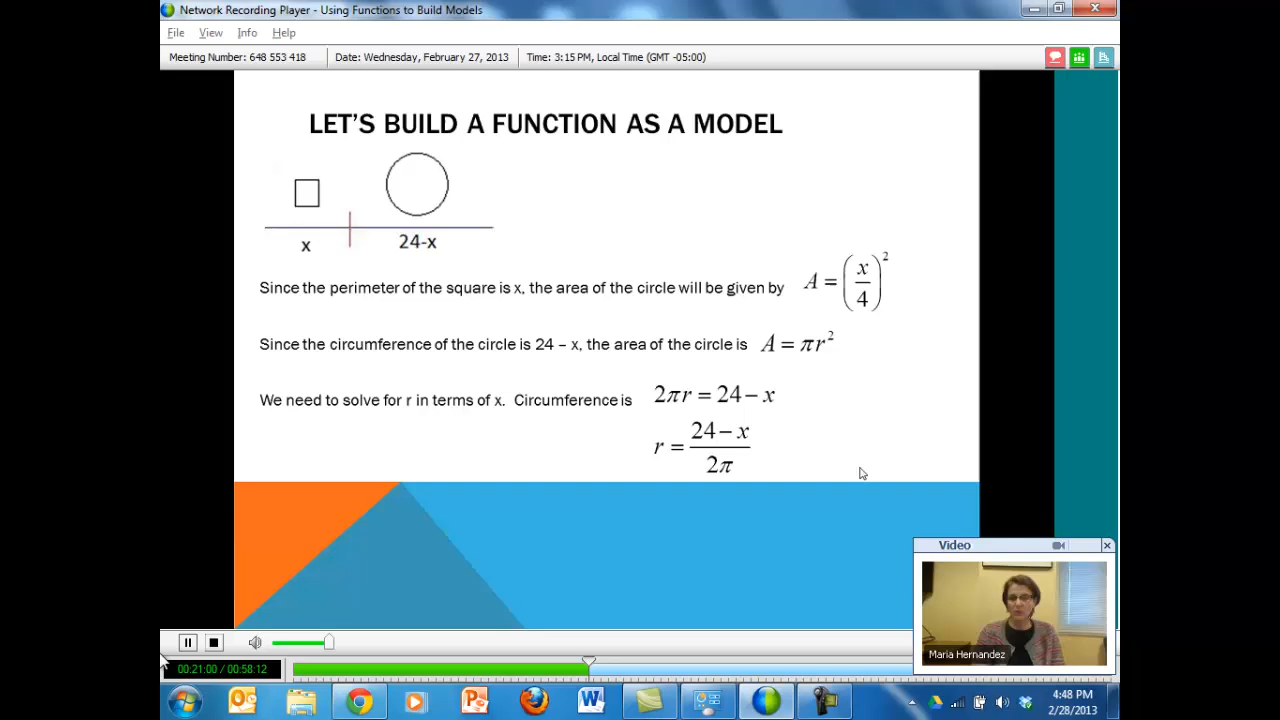 Network Recording Player - Using Functions to Build Models
File View Info Help
Meeting Number: 648 553 418 Date: Wednesday, February 27, 2013 Time: 3:15 PM, Local Time (GMT -05:00)
LET'S BUILD A FUNCTION AS A MODEL
x 24-x
Since the perimeter of the square is x, the area of the circle will be given by A = (x/4)²
Since the circumference of the circle is 24 – x, the area of the circle is A = πr²
We need to solve for r in terms of x. Circumference is 2πr = 24 − x
r = (24 − x)/2π
Video
Maria Hernandez
00:21:00 / 00:58:12
4:48 PM
2/28/2013